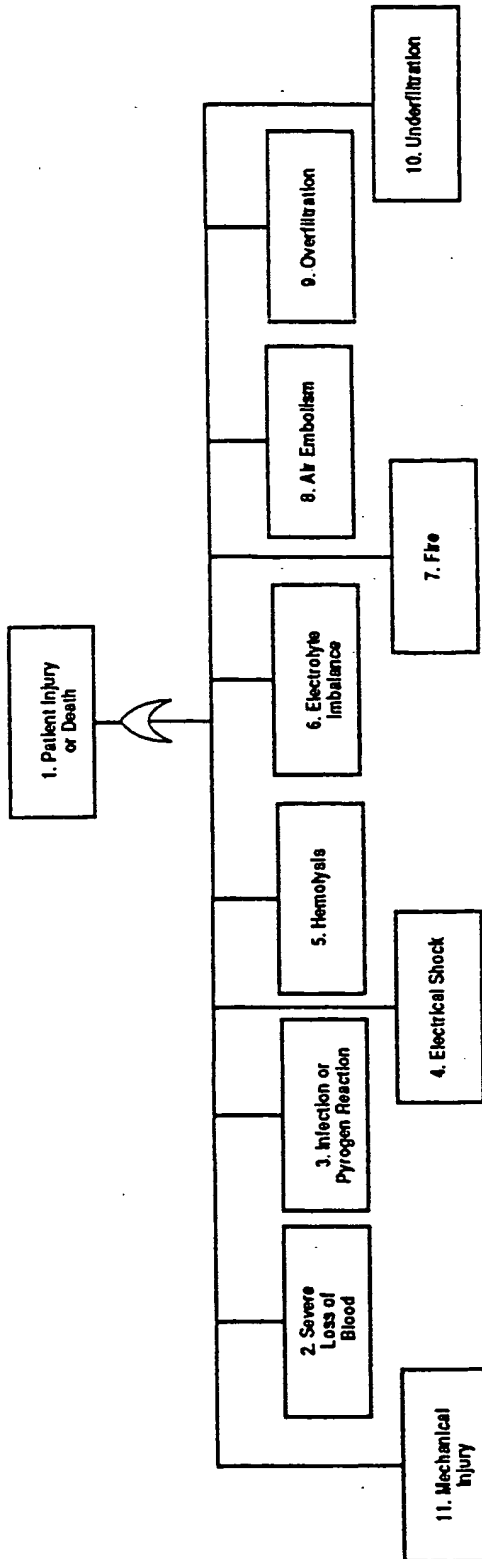 1. Patient Injury
or Death
11. Mechanical
Injury
2. Severe
Loss of
Blood
3. Infection or
Pyrogen Reaction
4. Electrical Shock
5. Hemolysis
6. Electrolyte
Imbalance
7. Fire
8. Air Embolism
9. Overfiltration
10. Underfiltration